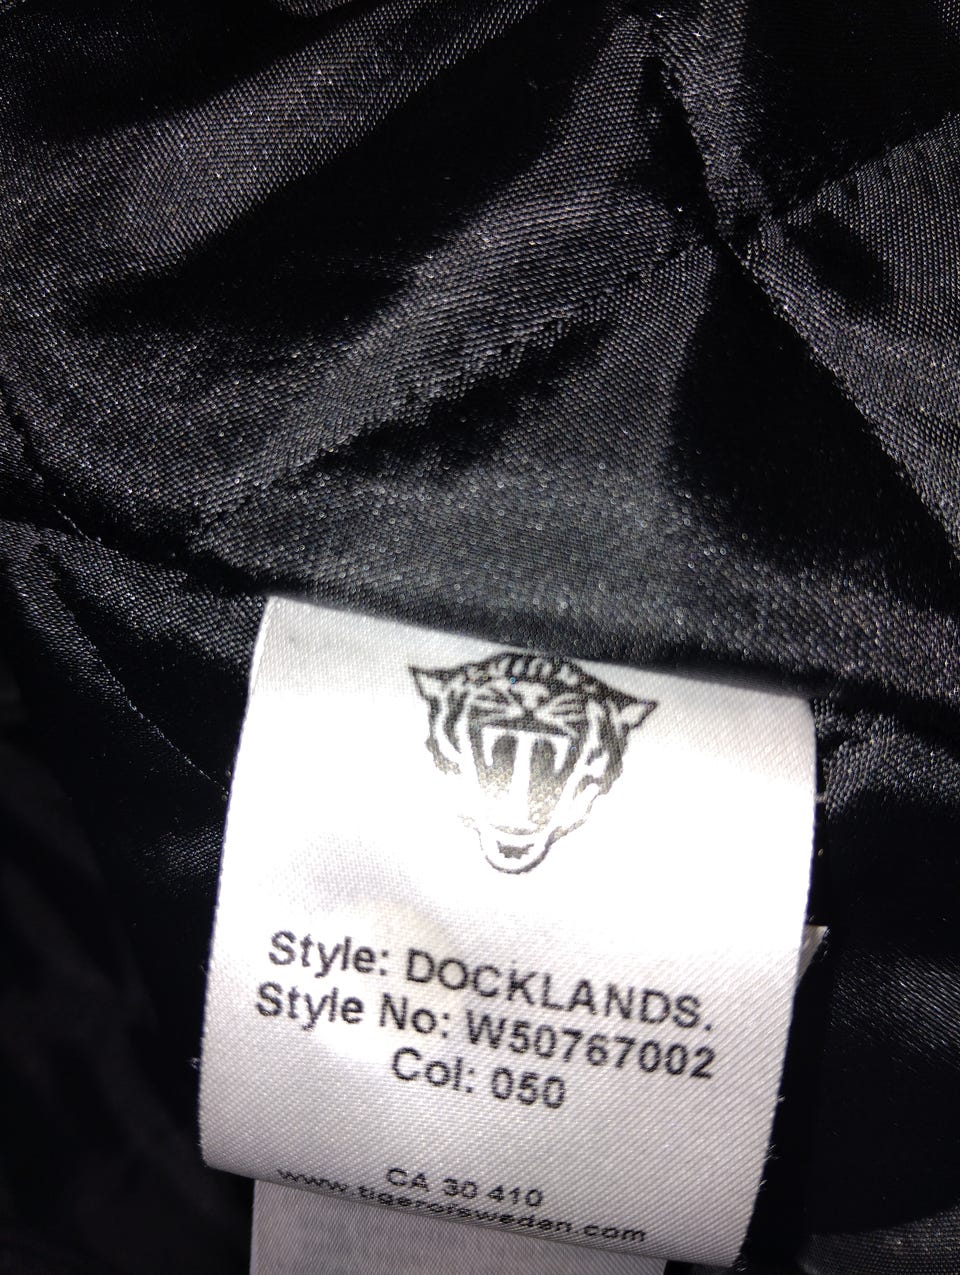 Style: DOCKLANDS.
Style No: W50767002
Col: 050
CA 30 410
www.tigerofsweden.com